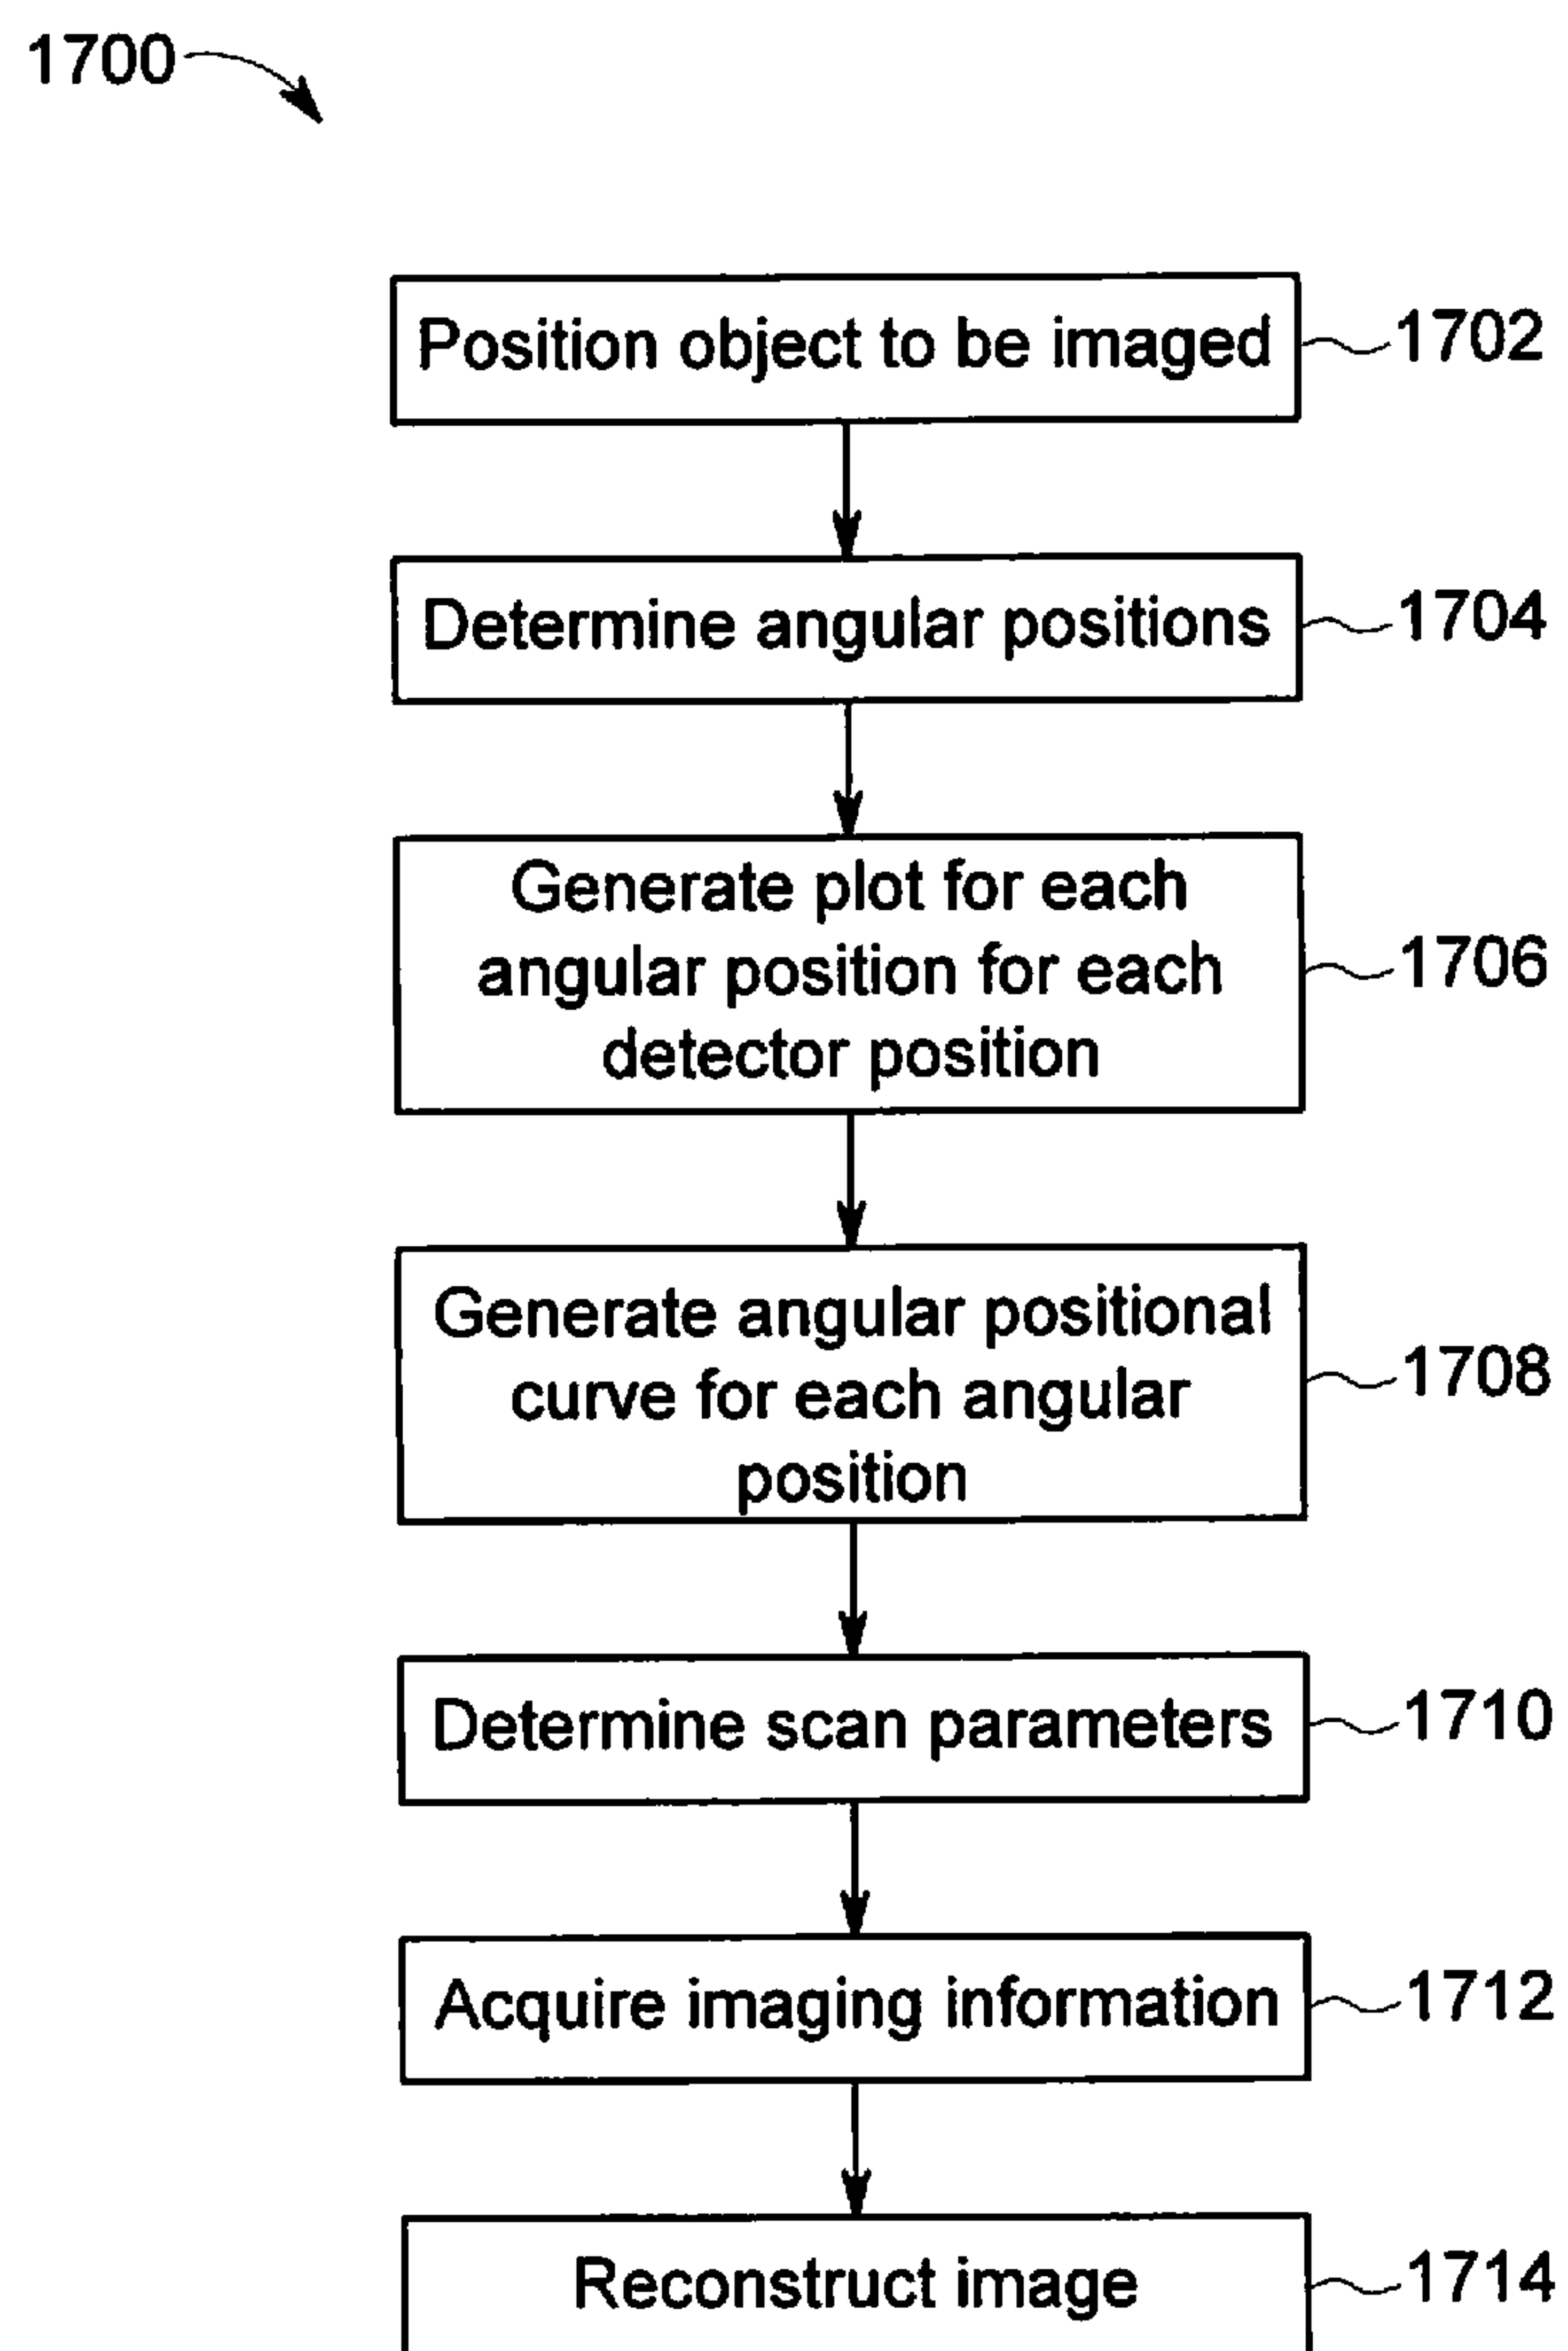 1700
Position object to be imaged
1702
Determine angular positions
1704
Generate plot for each
angular position for each
detector position
1706
Generate angular positional
curve for each angular
position
1708
Determine scan parameters
1710
Acquire imaging information
1712
Reconstruct image
1714